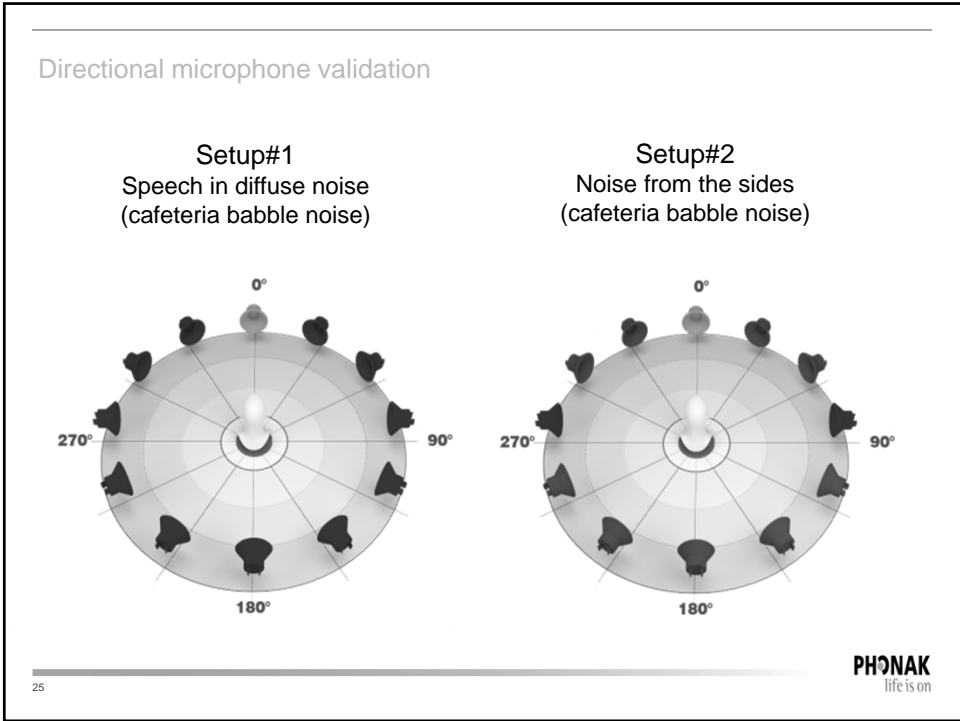 Directional microphone validation
Setup#1
Speech in diffuse noise
(cafeteria babble noise)
0°
270°
90°
180°
Setup#2
Noise from the sides
(cafeteria babble noise)
0°
270°
90°
180°
25
PHONAK
life is on